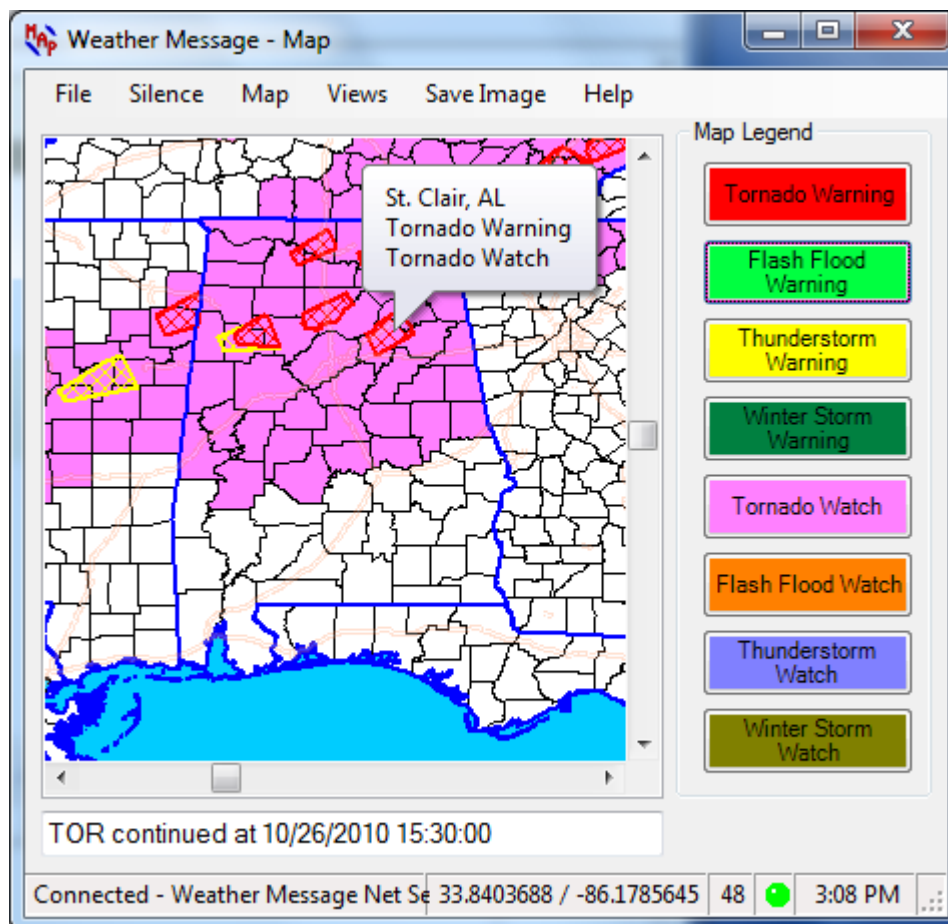 MAP Weather Message - Map
File Silence Map Views Save Image Help
Map Legend
St. Clair, AL
Tornado Warning
Tornado Watch
Tornado Warning
Flash Flood
Warning
Thunderstorm
Warning
Winter Storm
Warning
Tornado Watch
Flash Flood Watch
Thunderstorm
Watch
Winter Storm
Watch
TOR continued at 10/26/2010 15:30:00
Connected - Weather Message Net Se 33.8403688 / -86.1785645 48 3:08 PM